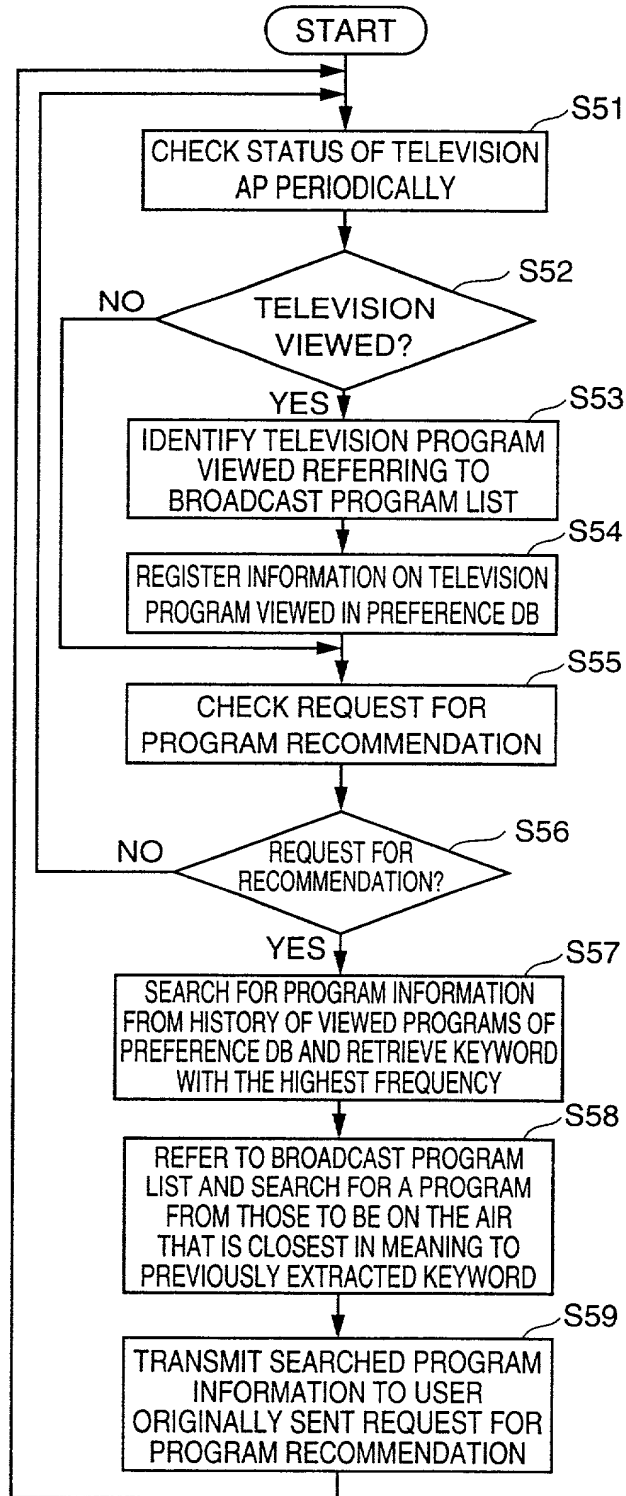 START
S51
CHECK STATUS OF TELEVISION
AP PERIODICALLY
S52
NO
TELEVISION
VIEWED?
YES
S53
IDENTIFY TELEVISION PROGRAM
VIEWED REFERRING TO
BROADCAST PROGRAM LIST
S54
REGISTER INFORMATION ON TELEVISION
PROGRAM VIEWED IN PREFERENCE DB
S55
CHECK REQUEST FOR
PROGRAM RECOMMENDATION
S56
NO
REQUEST FOR
RECOMMENDATION?
YES
S57
SEARCH FOR PROGRAM INFORMATION
FROM HISTORY OF VIEWED PROGRAMS OF
PREFERENCE DB AND RETRIEVE KEYWORD
WITH THE HIGHEST FREQUENCY
S58
REFER TO BROADCAST PROGRAM
LIST AND SEARCH FOR A PROGRAM
FROM THOSE TO BE ON THE AIR
THAT IS CLOSEST IN MEANING TO
PREVIOUSLY EXTRACTED KEYWORD
S59
TRANSMIT SEARCHED PROGRAM
INFORMATION TO USER
ORIGINALLY SENT REQUEST FOR
PROGRAM RECOMMENDATION